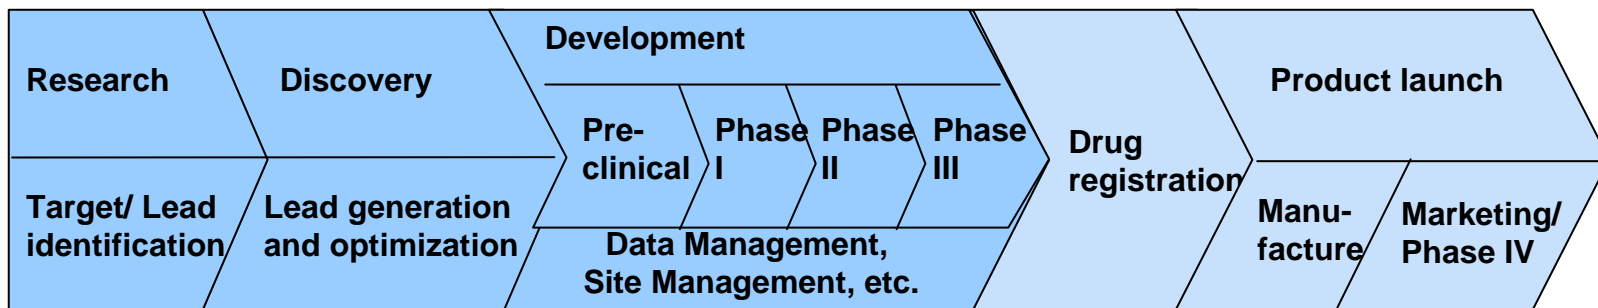 Research
Target/ Lead
identification
Discovery
Lead generation
and optimization
Development
Pre-
clinical
Phase
I
Phase
II
Phase
III
Data Management,
Site Management, etc.
Drug
registration
Product launch
Manu-
facture
Marketing/
Phase IV